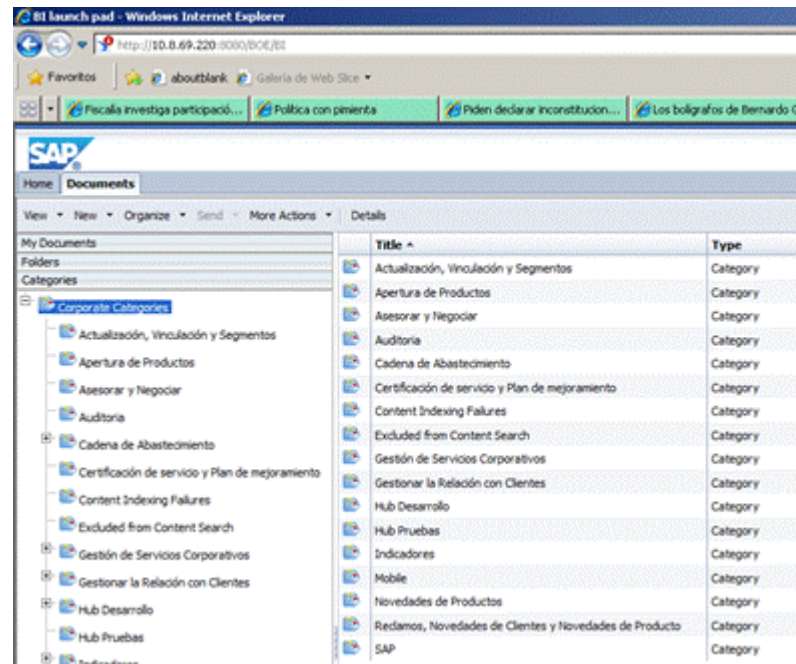 BI launch pad - Windows Internet Explorer
http://10.8.69.220:8080/BOE/BI
Favoritos aboutblank Galería de Web Slice
Fiscalía investiga participació... Política con pimienta Piden declarar inconstitucion... Los bolígrafos de Bernardo
SAP
Home Documents
View New Organize Send More Actions Details
My Documents
Folders
Categories
Corporate Categories
Actualización, Vinculación y Segmentos
Apertura de Productos
Asesorar y Negociar
Auditoria
Cadena de Abastecimiento
Certificación de servicio y Plan de mejoramiento
Content Indexing Failures
Excluded from Content Search
Gestión de Servicios Corporativos
Gestionar la Relación con Clientes
Hub Desarrollo
Hub Pruebas
Indicadores
Title Type
Actualización, Vinculación y Segmentos Category
Apertura de Productos Category
Asesorar y Negociar Category
Auditoria Category
Cadena de Abastecimiento Category
Certificación de servicio y Plan de mejoramiento Category
Content Indexing Failures Category
Excluded from Content Search Category
Gestión de Servicios Corporativos Category
Gestionar la Relación con Clientes Category
Hub Desarrollo Category
Hub Pruebas Category
Indicadores Category
Mobile Category
Novedades de Productos Category
Reclamos, Novedades de Clientes y Novedades de Producto Category
SAP Category